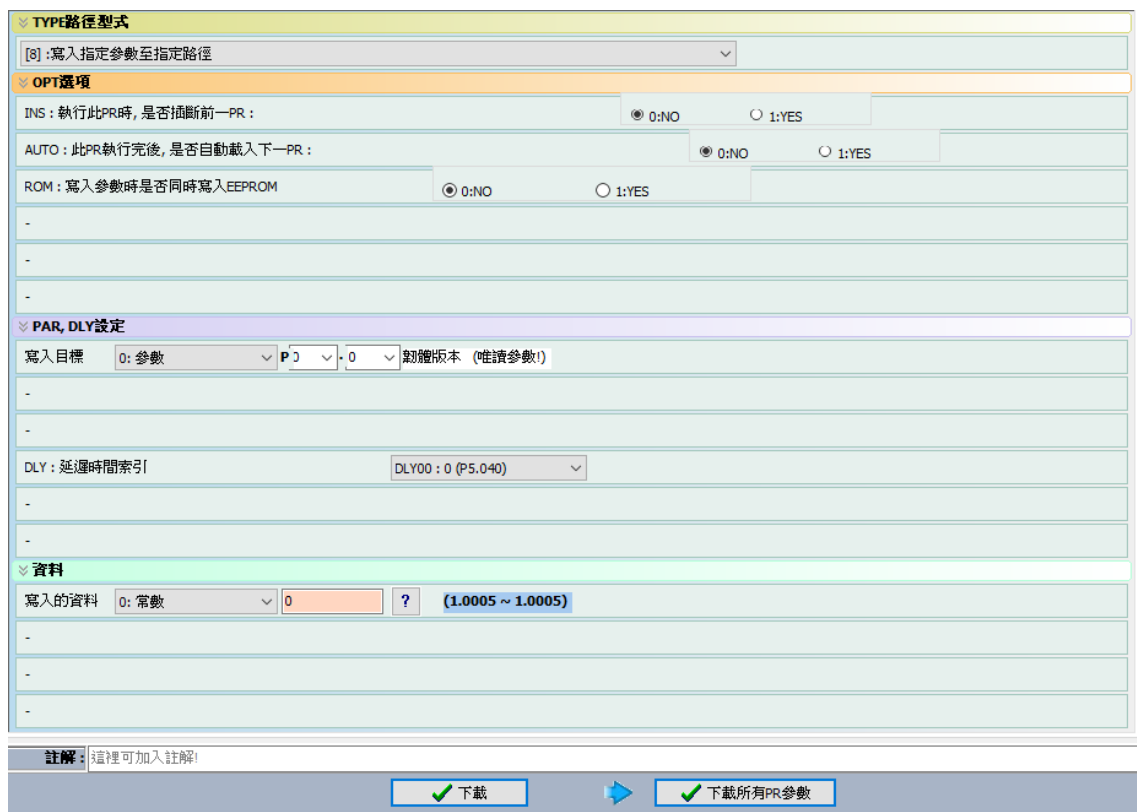 TYPE路徑型式
[8] :寫入指定參數至指定路徑
OPT選項
INS : 執行此PR時, 是否插斷前一PR : 0:NO 1:YES
AUTO : 此PR執行完後, 是否自動載入下一PR : 0:NO 1:YES
ROM : 寫入參數時是否同時寫入EEPROM 0:NO 1:YES
-
-
-
PAR, DLY設定
寫入目標 0: 參數 P 0 . 0 韌體版本 (唯讀參數!)
-
-
DLY : 延遲時間索引 DLY00 : 0 (P5.040)
-
-
資料
寫入的資料 0: 常數 0 ? (1.0005 ~ 1.0005)
-
-
-
註解 : 這裡可加入註解!
下載 下載所有PR參數